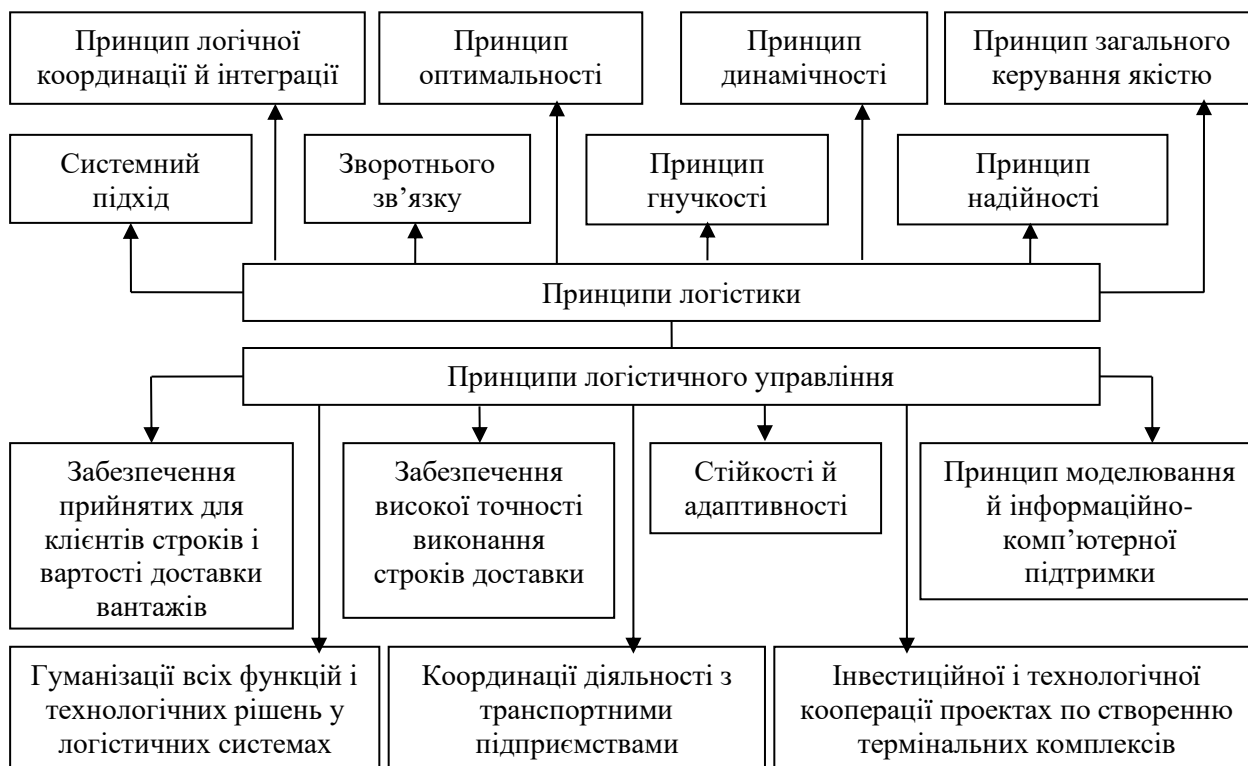 Принцип логічної
координації й інтеграції
Принцип
оптимальності
Принцип
динамічності
Принцип загального
керування якістю
Системний
підхід
Зворотнього
зв’язку
Принцип
гнучкості
Принцип
надійності
Принципи логістики
Принципи логістичного управління
Забезпечення
прийнятих для
клієнтів строків і
вартості доставки
вантажів
Забезпечення
високої точності
виконання
строків доставки
Стійкості й
адаптивності
Принцип моделювання
й інформаційно-
комп’ютерної
підтримки
Гуманізації всіх функцій і
технологічних рішень у
логістичних системах
Координації діяльності з
транспортними
підприємствами
Інвестиційної і технологічної
кооперації проектах по створенню
термінальних комплексів